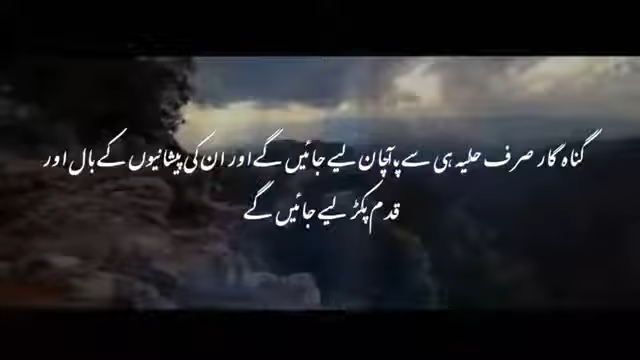 گناہ گار صرف حلیہ ہی سے پہچان لیے جائیں گے اور ان کی پیشانیوں کے بال اور
قدم پکڑ لیے جائیں گے